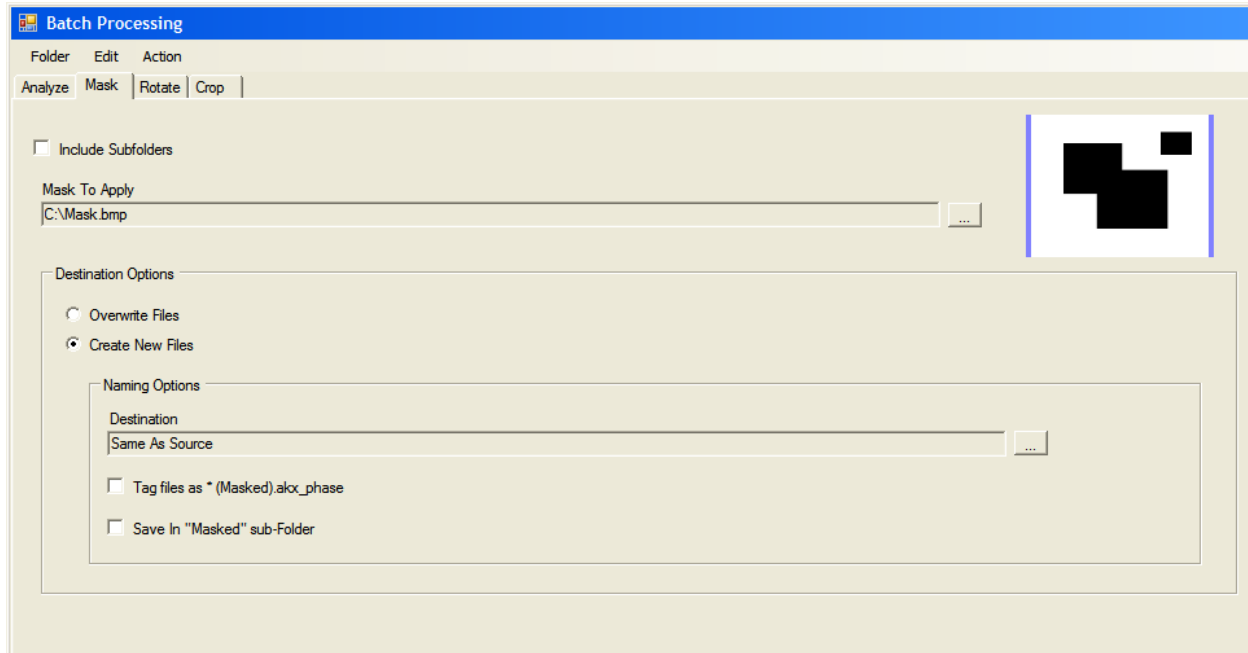 Batch Processing
Folder Edit Action
Analyze Mask Rotate Crop
Include Subfolders
Mask To Apply
C:\Mask.bmp
...
Destination Options
Overwrite Files
Create New Files
Naming Options
Destination
Same As Source
...
Tag files as * (Masked).akx_phase
Save In "Masked" sub-Folder